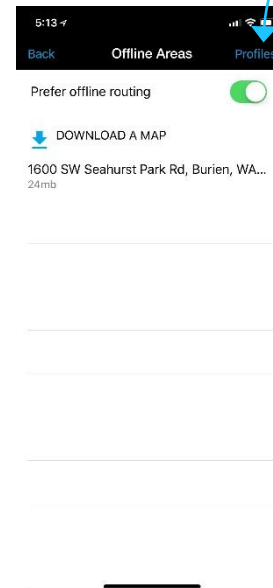 5:13
Back
Offline Areas
Profiles
Prefer offline routing
DOWNLOAD A MAP
1600 SW Seahurst Park Rd, Burien, WA...
24mb